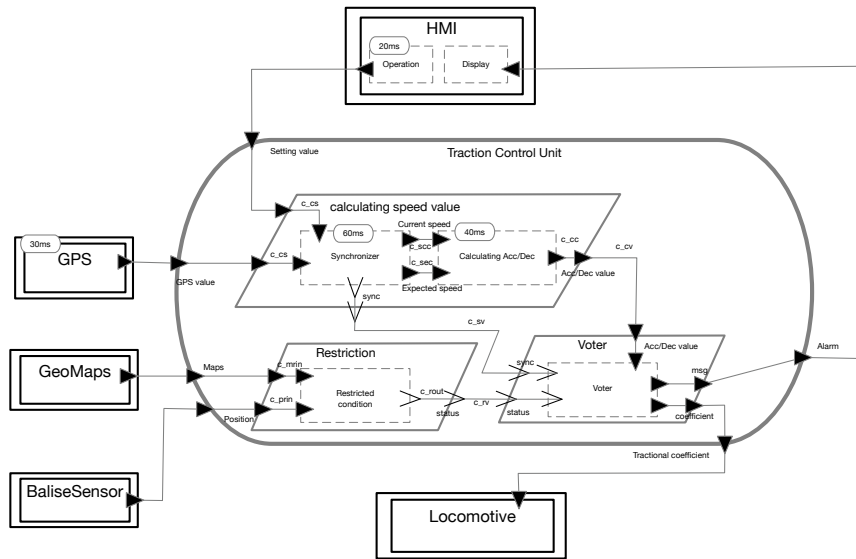 HMI
20ms
Operation
Display
Setting value
Traction Control Unit
calculating speed value
c_cs
Current speed
60ms
40ms
30ms
GPS
GPS value
c_cs
Synchronizer
c_scc
c_sec
Calculating Acc/Dec
c_cc
c_cv
Acc/Dec value
Expected speed
sync
c_sv
Restriction
Voter
Acc/Dec value
Alarm
GeoMaps
Maps
c_mrin
sync
msg
Restricted
condition
c_rout
Voter
c_prin
c_rv
Position
status
status
coefficient
Tractional coefficient
BaliseSensor
Locomotive